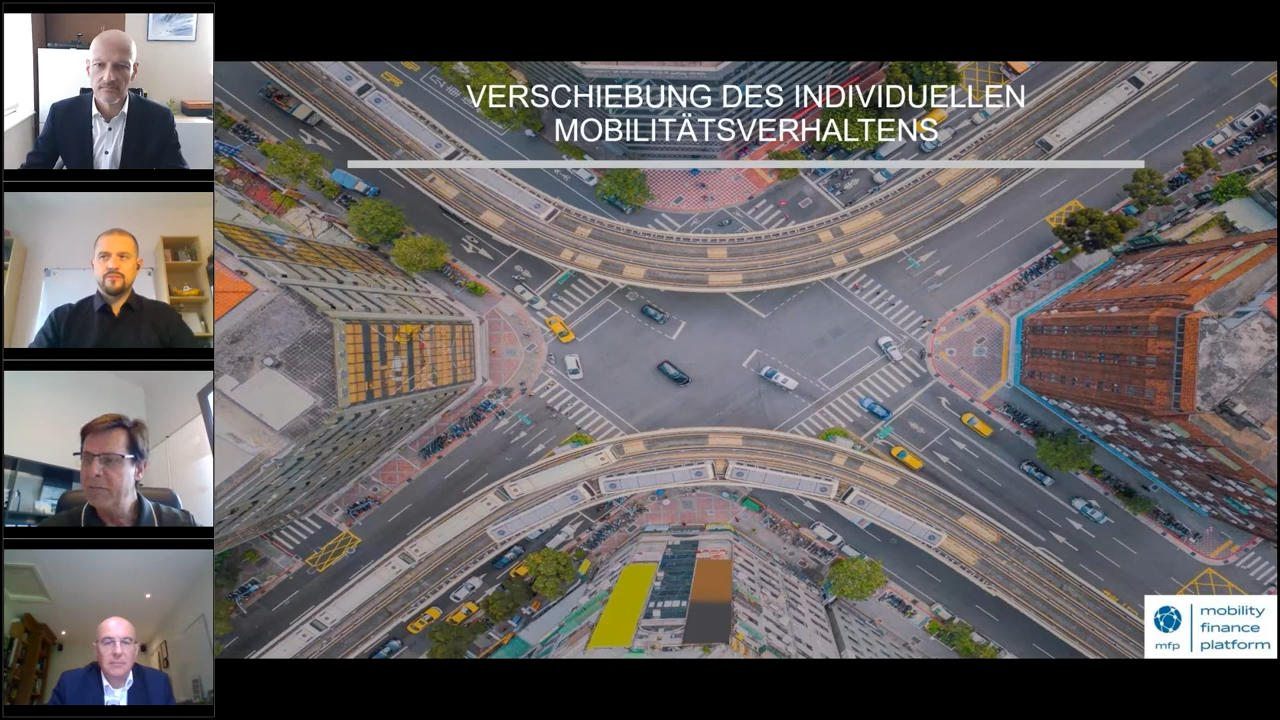 VERSCHIEBUNG DES INDIVIDUELLEN
MOBILITÄTSVERHALTENS
mobility
finance
platform
mfp